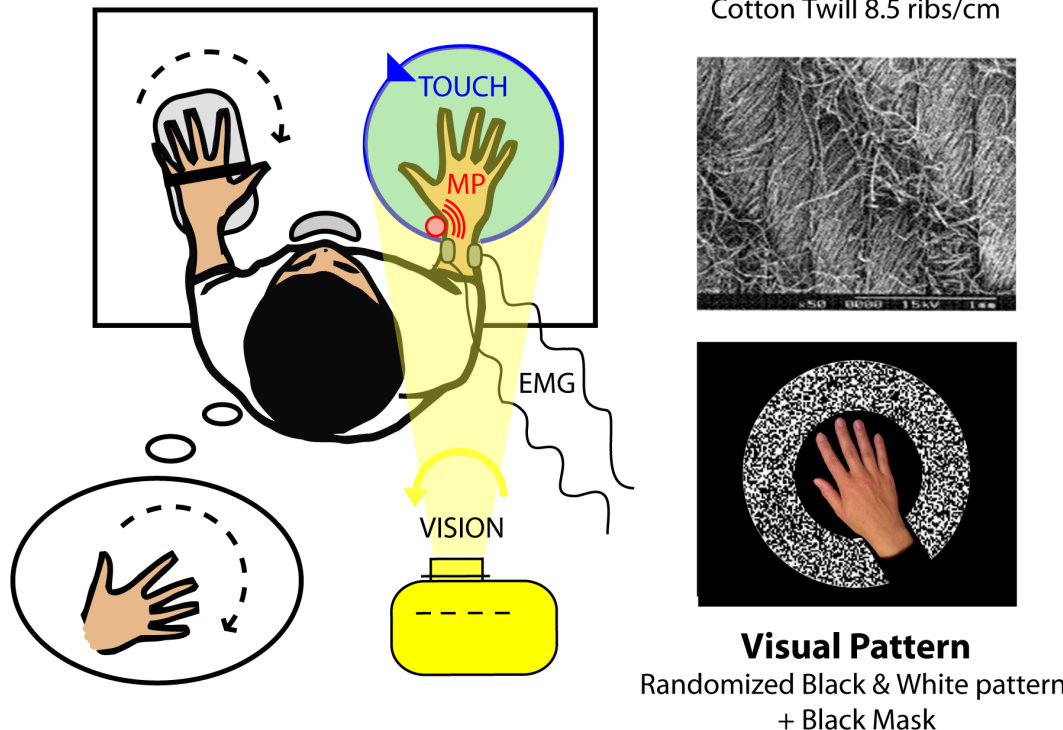 Cotton Twill 8.5 ribs/cm
TOUCH
MP
x50 0000 15kV 1mm
EMG
VISION
Visual Pattern
Randomized Black & White pattern
+ Black Mask